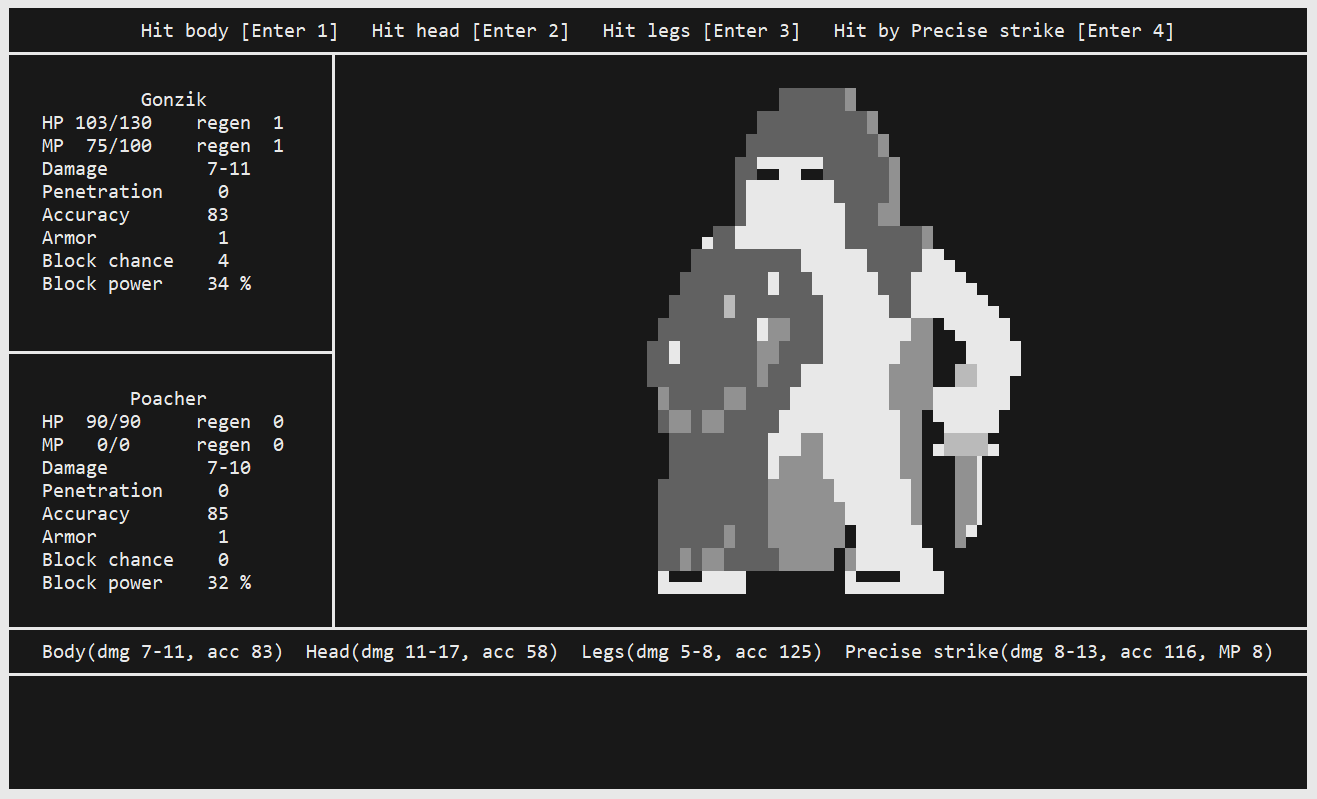 Hit body [Enter 1]   Hit head [Enter 2]   Hit legs [Enter 3]   Hit by Precise strike [Enter 4]
Gonzik
HP 103/130    regen  1
MP  75/100    regen  1
Damage         7-11
Penetration     0
Accuracy       83
Armor           1
Block chance    4
Block power    34 %
Poacher
HP  90/90     regen  0
MP   0/0      regen  0
Damage         7-10
Penetration     0
Accuracy       85
Armor           1
Block chance    0
Block power    32 %
Body(dmg 7-11, acc 83)  Head(dmg 11-17, acc 58)  Legs(dmg 5-8, acc 125)  Precise strike(dmg 8-13, acc 116, MP 8)